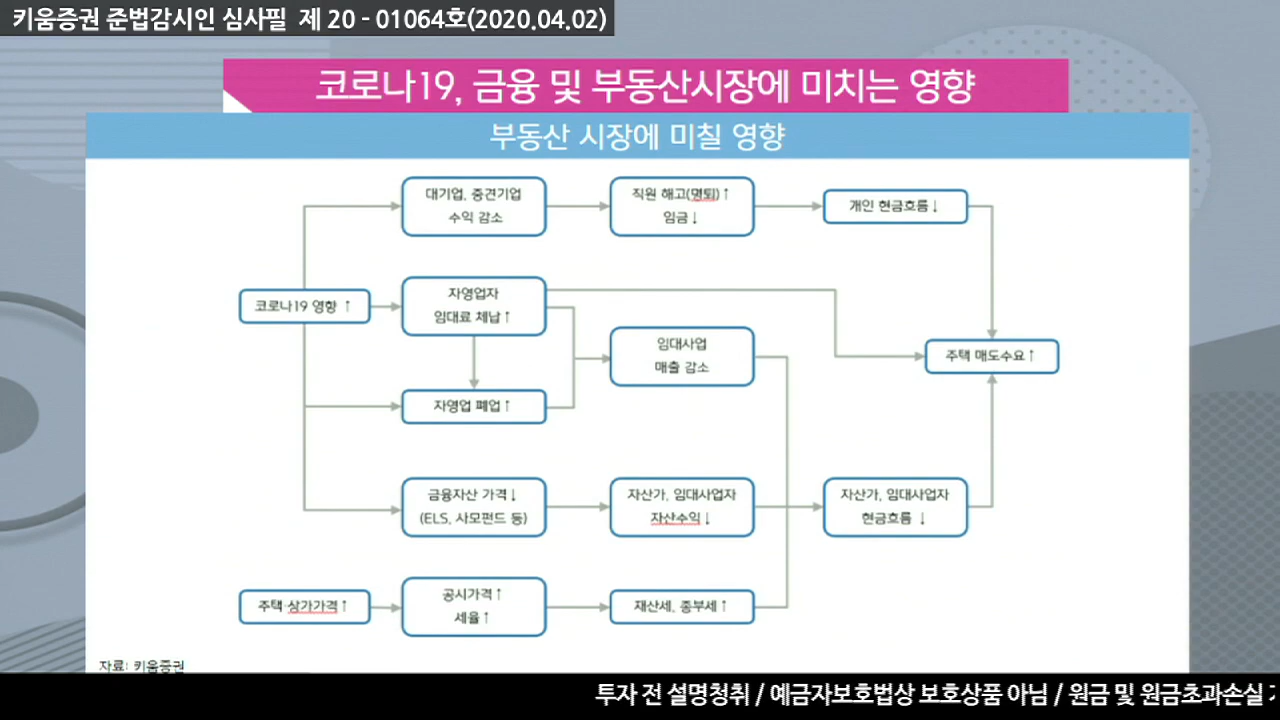 키움증권 준법감시인 심사필 제 20 - 01064호(2020.04.02)
코로나19, 금융 및 부동산시장에 미치는 영향
부동산 시장에 미칠 영향
대기업, 중견기업
수익 감소
직원 해고(명퇴)↑
임금↓
개인 현금흐름↓
코로나19 영향 ↑
자영업자
임대료 체납↑
임대사업
매출 감소
주택 매도수요↑
자영업 폐업↑
금융자산 가격↓
(ELS, 사모펀드 등)
자산가, 임대사업자
자산수익↓
자산가, 임대사업자
현금흐름 ↓
주택·상가가격↑
공시가격↑
세율↑
재산세, 종부세↑
자료: 키움증권
투자 전 설명청취 / 예금자보호법상 보호상품 아님 / 원금 및 원금초과손실